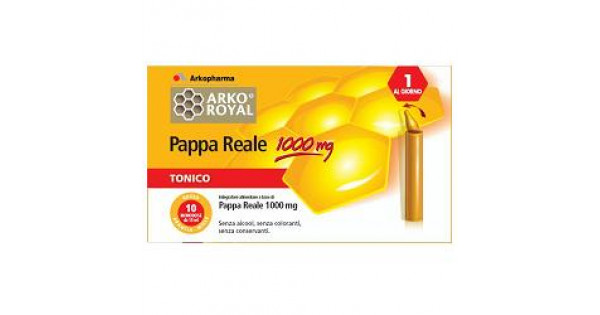 Arkopharma
ARKO®
ROYAL
1
AL GIORNO
Pappa Reale 1000 mg
TONICO
Integratore alimentare a base di
Pappa Reale 1000 mg
10
Senza alcool, senza coloranti,
senza conservanti.